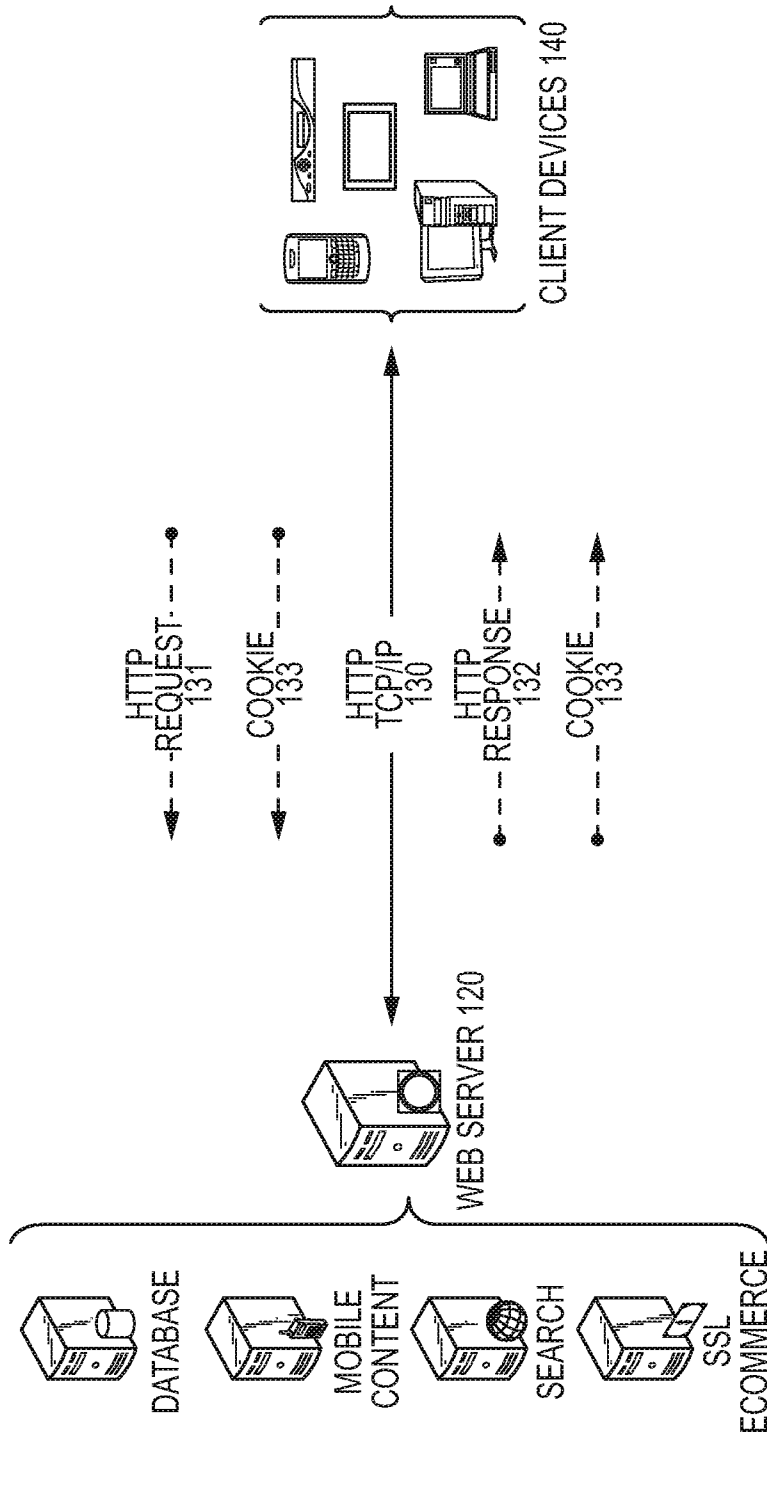 DATABASE
MOBILE
CONTENT
SEARCH
SSL
ECOMMERCE
WEB SERVER 120
HTTP
REQUEST
131
COOKIE
133
HTTP
TCP/IP
130
HTTP
RESPONSE
132
COOKIE
133
CLIENT DEVICES 140